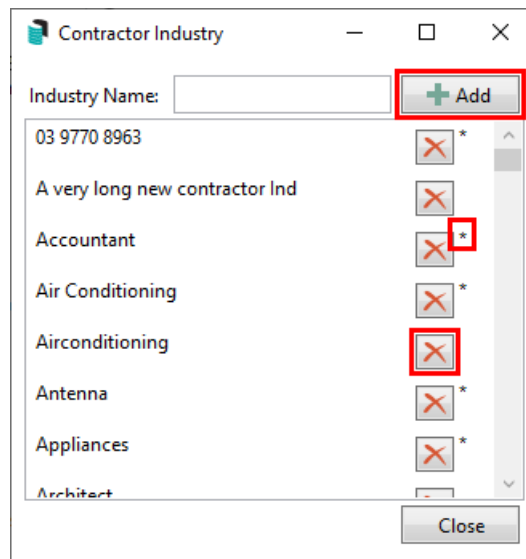 Contractor Industry
Industry Name: Add
03 9770 8963 *
A very long new contractor Ind
Accountant *
Air Conditioning *
Airconditioning
Antenna *
Appliances *
Architect
Close